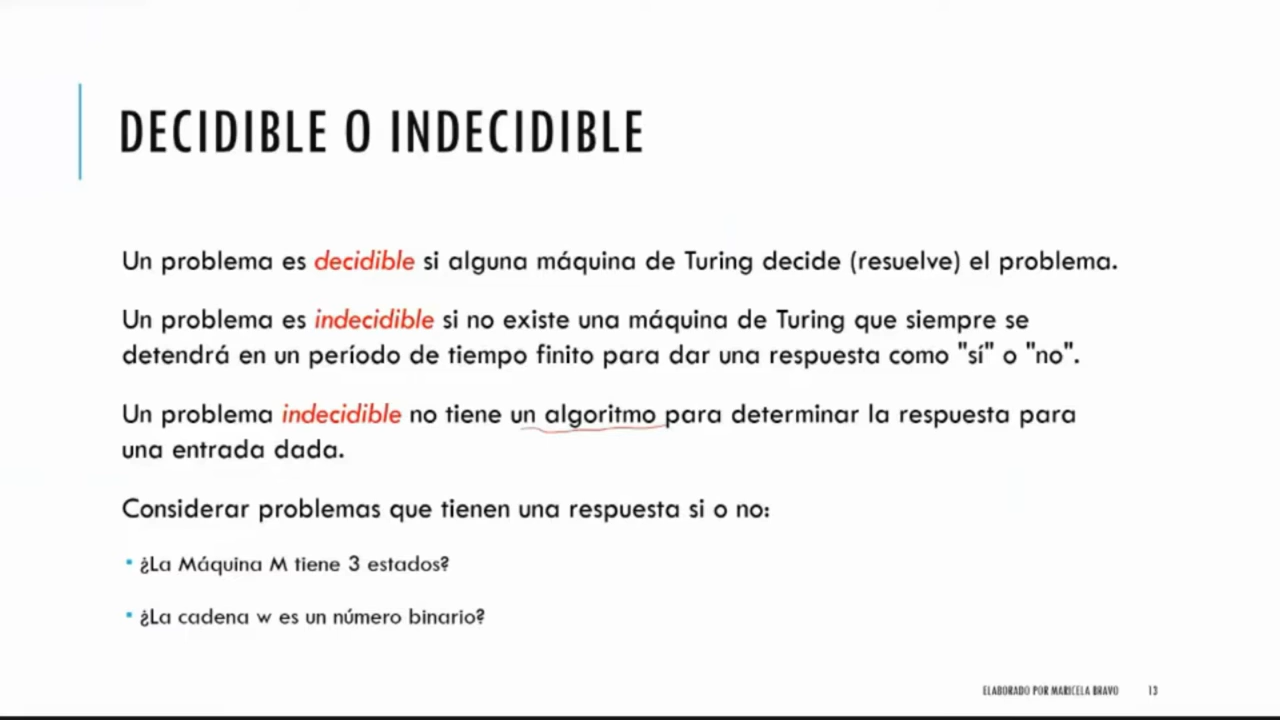 DECIDIBLE O INDECIDIBLE
Un problema es decidible si alguna máquina de Turing decide (resuelve) el problema.
Un problema es indecidible si no existe una máquina de Turing que siempre se
detendrá en un período de tiempo finito para dar una respuesta como "sí" o "no".
Un problema indecidible no tiene un algoritmo para determinar la respuesta para
una entrada dada.
Considerar problemas que tienen una respuesta si o no:
▪ ¿La Máquina M tiene 3 estados?
▪ ¿La cadena w es un número binario?
ELABORADO POR MARICELA BRAVO 13